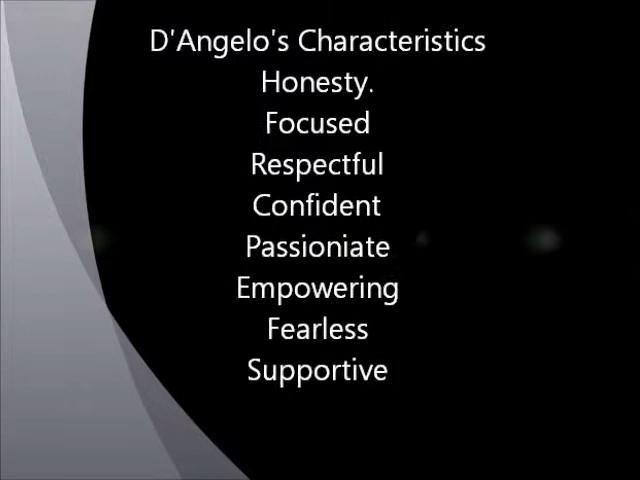 D'Angelo's Characteristics
Honesty.
Focused
Respectful
Confident
Passioniate
Empowering
Fearless
Supportive